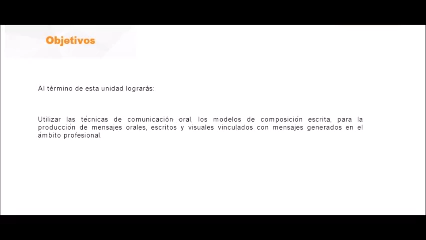 Objetivos
Al término de esta unidad lograrás:
Utilizar las técnicas de comunicación oral, los modelos de composición escrita, para la
producción de mensajes orales, escritos y visuales vinculados con mensajes generados en el
ámbito profesional.